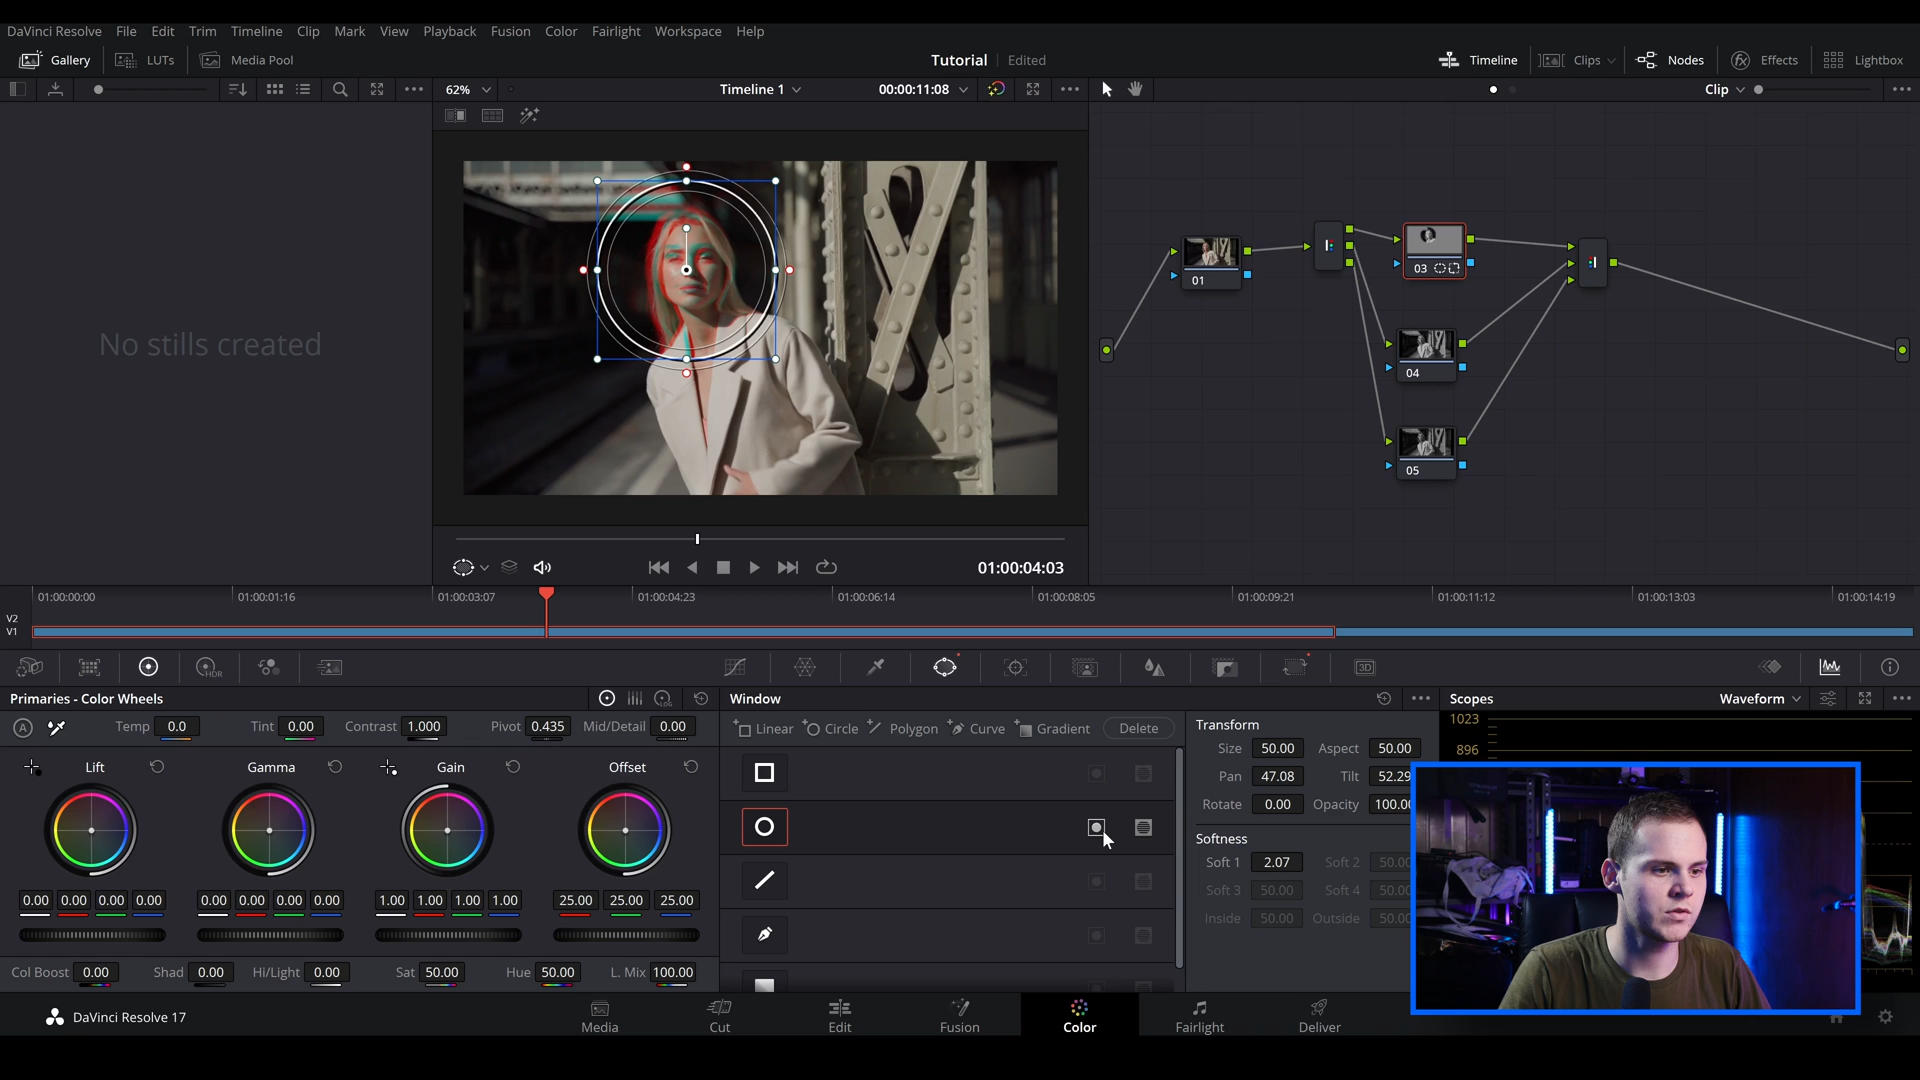 DaVinci Resolve File Edit Trim Timeline Clip Mark View Playback Fusion Color Fairlight Workspace Help
Gallery LUTs Media Pool Tutorial Edited Timeline Clips Nodes Effects Lightbox
62% Timeline 1 00:00:11:08 Clip
No stills created
01
03
04
05
01:00:04:03
01:00:00:00 01:00:01:16 01:00:03:07 01:00:04:23 01:00:06:14 01:00:08:05 01:00:09:21 01:00:11:12 01:00:13:03 01:00:14:19
V2
V1
HDR
3D
Primaries - Color Wheels LOG Window Scopes Waveform
A Temp 0.0 Tint 0.00 Contrast 1.000 Pivot 0.435 Mid/Detail 0.00
Linear Circle Polygon Curve Gradient Delete
Lift Gamma Gain Offset
0.00 0.00 0.00 0.00 0.00 0.00 0.00 0.00 1.00 1.00 1.00 1.00 25.00 25.00 25.00
Col Boost 0.00 Shad 0.00 Hi/Light 0.00 Sat 50.00 Hue 50.00 L. Mix 100.00
Transform
Size 50.00 Aspect 50.00
Pan 47.08 Tilt 52.29
Rotate 0.00 Opacity 100.00
Softness
Soft 1 2.07 Soft 2 50.00
Soft 3 50.00 Soft 4 50.00
Inside 50.00 Outside 50.00
1023
896
DaVinci Resolve 17 Media Cut Edit Fusion Color Fairlight Deliver